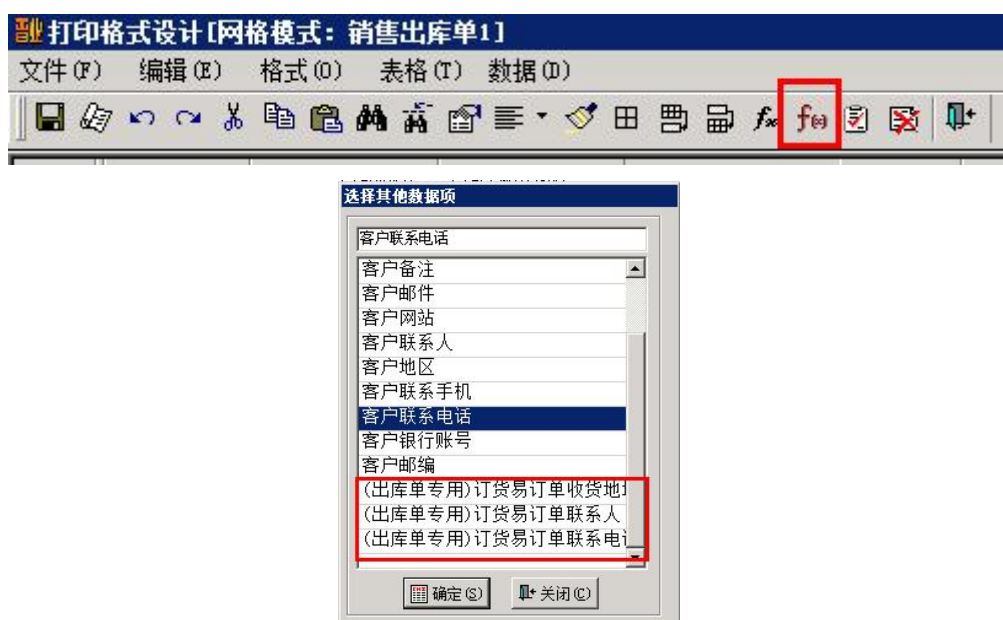 打印格式设计[网格模式：销售出库单1]
文件(F) 编辑(E) 格式(O) 表格(T) 数据(D)
选择其他数据项
客户联系电话
客户备注
客户邮件
客户网站
客户联系人
客户地区
客户联系手机
客户联系电话
客户银行账号
客户邮编
(出库单专用)订货易订单收货地
(出库单专用)订货易订单联系人
(出库单专用)订货易订单联系电
确定(S) 关闭(C)